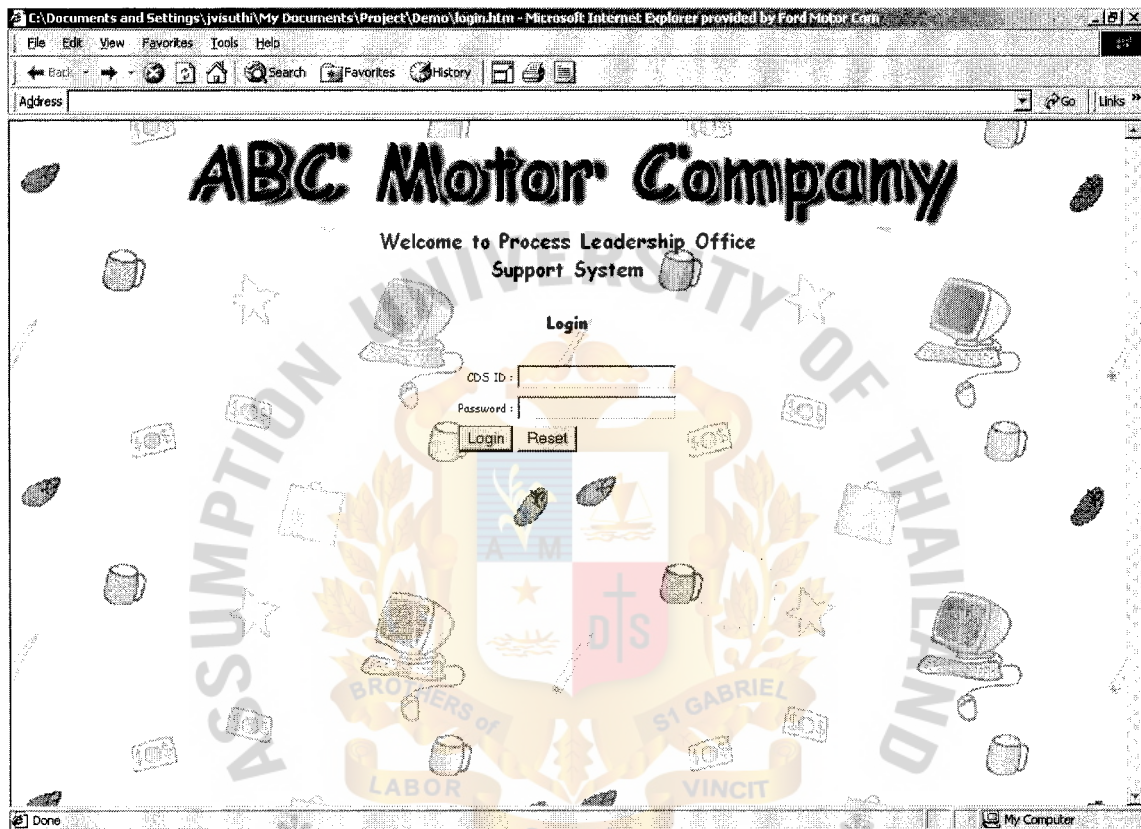 C:\Documents and Settings\jvisuthi\My Documents\Project\Demo\login.htm - Microsoft Internet Explorer provided by Ford Motor Com
File Edit View Favorites Tools Help
Back Search Favorites History
Address Go Links »
ABC Motor Company
Welcome to Process Leadership Office
Support System
Login
CDS ID :
Password :
Login Reset
ASSUMPTION UNIVERSITY OF THAILAND
A M
D S
BROTHERS of ST GABRIEL
LABOR VINCIT
Done My Computer